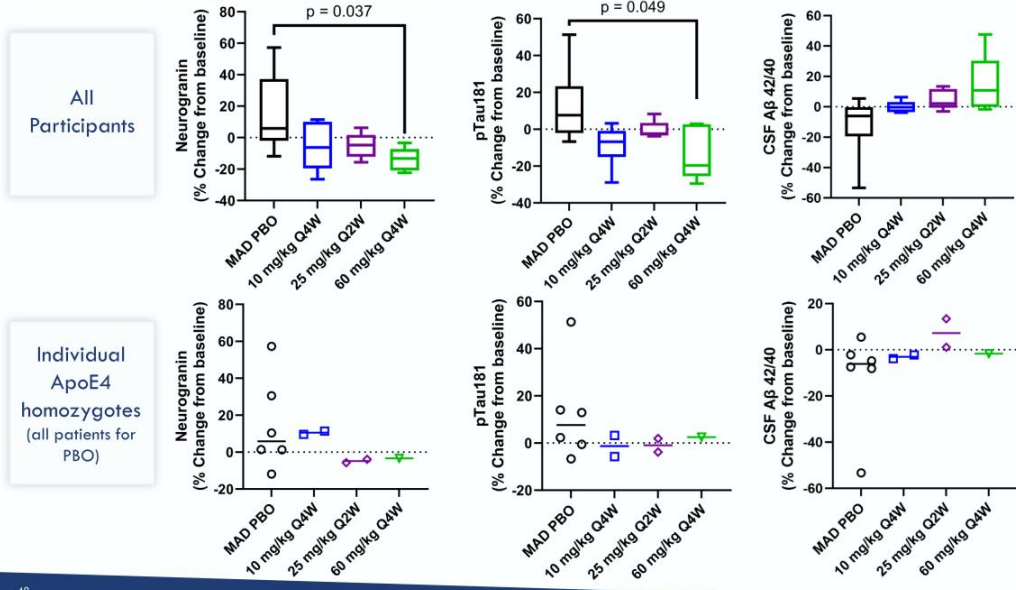 All
Participants
p = 0.037
Neurogranin
(% Change from baseline)
80
60
40
20
0
-20
-40
MAD PBO
10 mg/kg Q4W
25 mg/kg Q2W
60 mg/kg Q4W
p = 0.049
pTau181
(% Change from baseline)
60
40
20
0
-20
-40
MAD PBO
10 mg/kg Q4W
25 mg/kg Q2W
60 mg/kg Q4W
CSF Aβ 42/40
(% Change from baseline)
60
40
20
0
-20
-40
-60
MAD PBO
10 mg/kg Q4W
25 mg/kg Q2W
60 mg/kg Q4W
Individual
ApoE4
homozygotes
(all patients for
PBO)
Neurogranin
(% Change from baseline)
80
60
40
20
0
-20
MAD PBO
10 mg/kg Q4W
25 mg/kg Q2W
60 mg/kg Q4W
pTau181
(% Change from baseline)
60
40
20
0
-20
MAD PBO
10 mg/kg Q4W
25 mg/kg Q2W
60 mg/kg Q4W
CSF Aβ 42/40
(% Change from baseline)
20
0
-20
-40
-60
MAD PBO
10 mg/kg Q4W
25 mg/kg Q2W
60 mg/kg Q4W